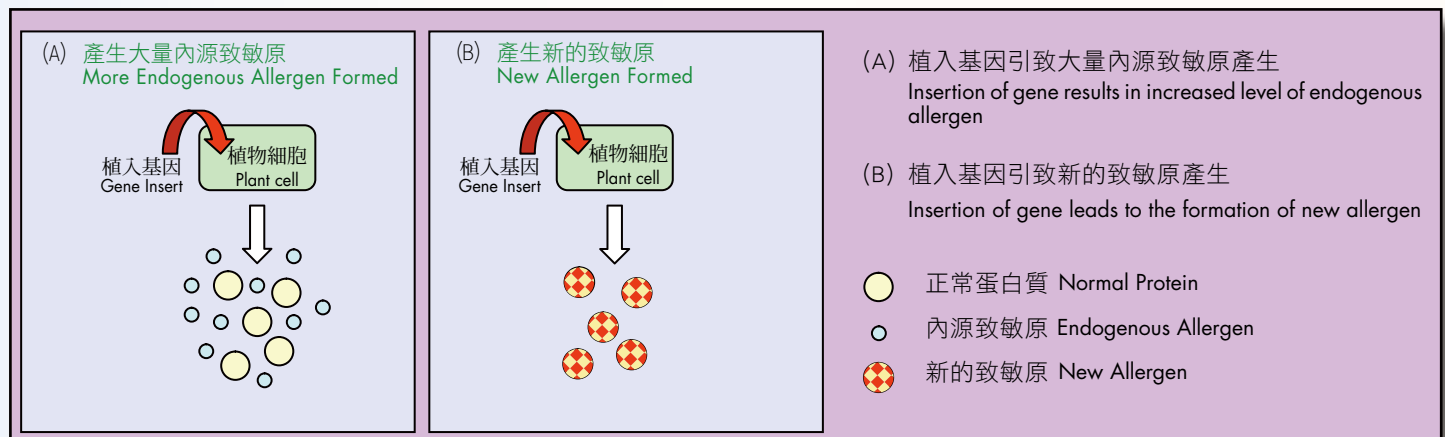 (A) 產生大量內源致敏原
More Endogenous Allergen Formed
植入基因
Gene Insert
植物細胞
Plant cell
(B) 產生新的致敏原
New Allergen Formed
植入基因
Gene Insert
植物細胞
Plant cell
(A) 植入基因引致大量內源致敏原產生
Insertion of gene results in increased level of endogenous
allergen
(B) 植入基因引致新的致敏原產生
Insertion of gene leads to the formation of new allergen
正常蛋白質 Normal Protein
內源致敏原 Endogenous Allergen
新的致敏原 New Allergen